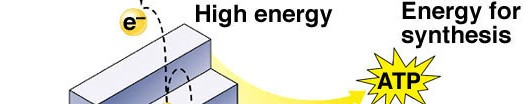 e⁻
High energy
Energy for
synthesis
ATP